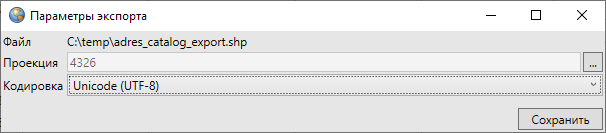 Параметры экспорта
Файл C:\temp\adres_catalog_export.shp
Проекция 4326 ...
Кодировка Unicode (UTF-8)
Сохранить